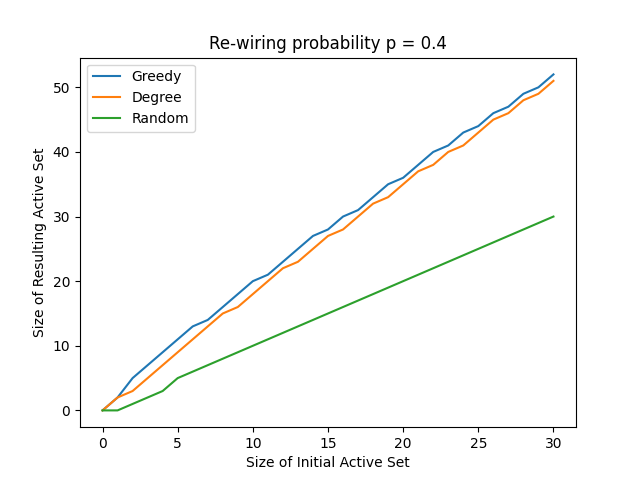 Re-wiring probability p = 0.4
Greedy
Degree
Random
Size of Resulting Active Set
50
40
30
20
10
0
0 5 10 15 20 25 30
Size of Initial Active Set